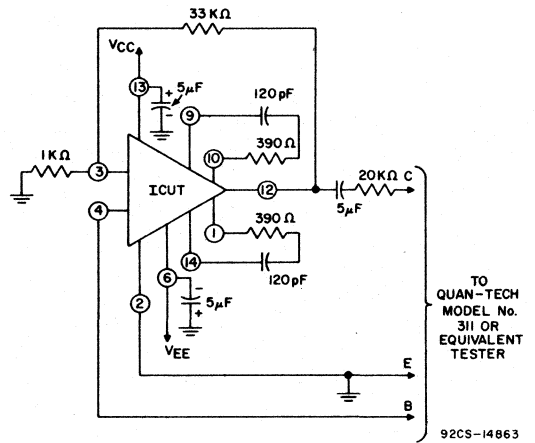 33KΩ
VCC
13
+
5μF
-
9
120pF
390Ω
1KΩ
3
10
ICUT
12
20KΩ
C
5μF
4
390Ω
1
14
120pF
6
-
5μF
+
2
VEE
TO
QUAN-TECH
MODEL No.
311 OR
EQUIVALENT
TESTER
E
B
92CS-14863